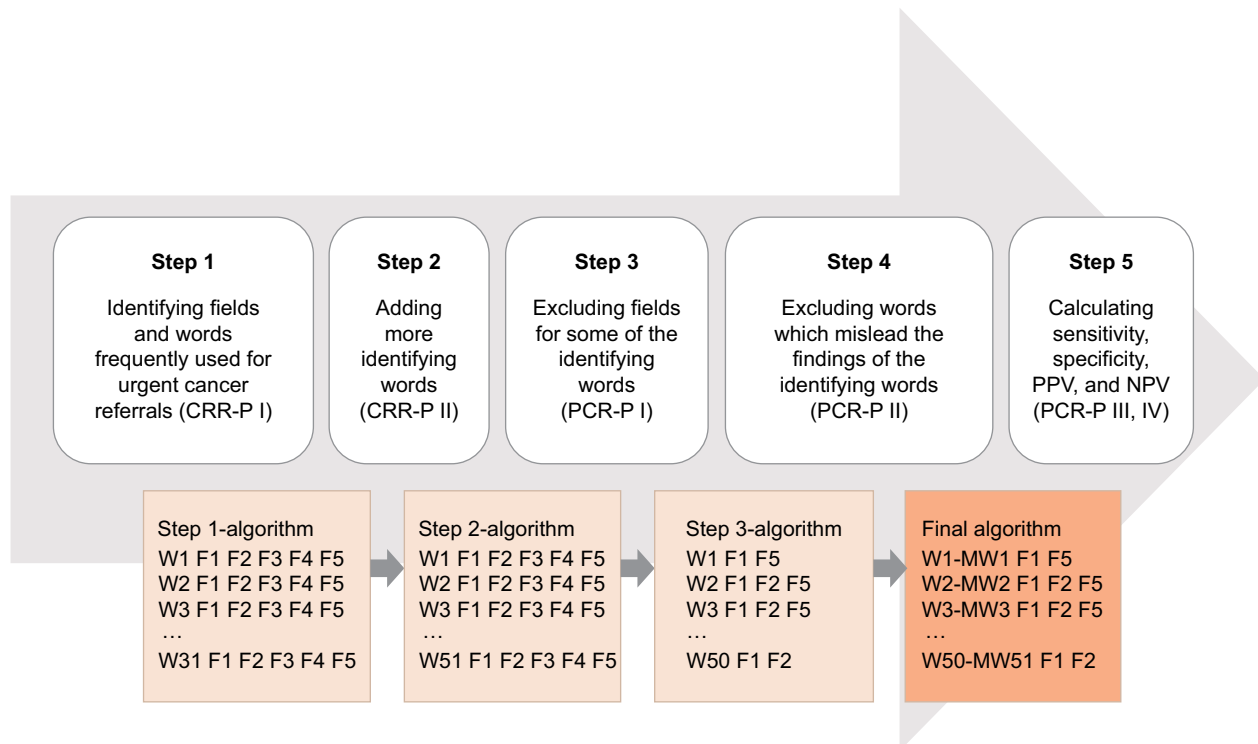 Step 1
Identifying fields
and words
frequently used for
urgent cancer
referrals (CRR-P I)
Step 2
Adding
more
identifying
words
(CRR-P II)
Step 3
Excluding fields
for some of the
identifying
words
(PCR-P I)
Step 4
Excluding words
which mislead the
findings of the
identifying words
(PCR-P II)
Step 5
Calculating
sensitivity,
specificity,
PPV, and NPV
(PCR-P III, IV)
Step 1-algorithm
W1 F1 F2 F3 F4 F5
W2 F1 F2 F3 F4 F5
W3 F1 F2 F3 F4 F5
…
W31 F1 F2 F3 F4 F5
Step 2-algorithm
W1 F1 F2 F3 F4 F5
W2 F1 F2 F3 F4 F5
W3 F1 F2 F3 F4 F5
…
W51 F1 F2 F3 F4 F5
Step 3-algorithm
W1 F1 F5
W2 F1 F2 F5
W3 F1 F2 F5
…
W50 F1 F2
Final algorithm
W1-MW1 F1 F5
W2-MW2 F1 F2 F5
W3-MW3 F1 F2 F5
…
W50-MW51 F1 F2